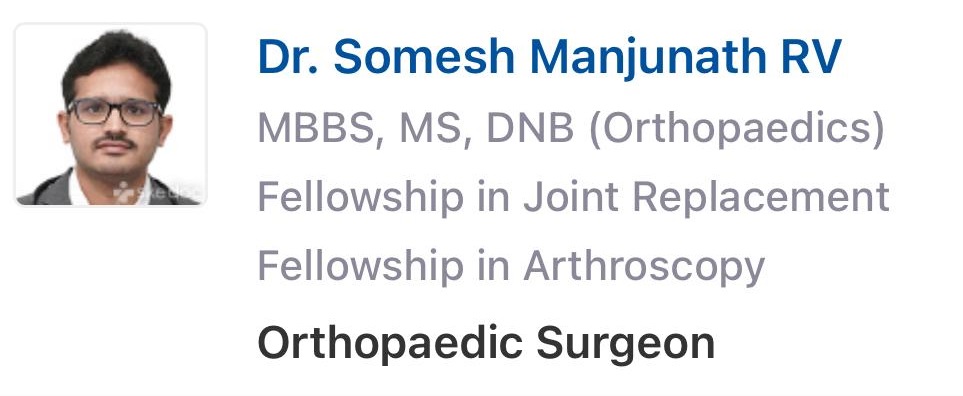 Dr. Somesh Manjunath RV
MBBS, MS, DNB (Orthopaedics)
Fellowship in Joint Replacement
Fellowship in Arthroscopy
Orthopaedic Surgeon